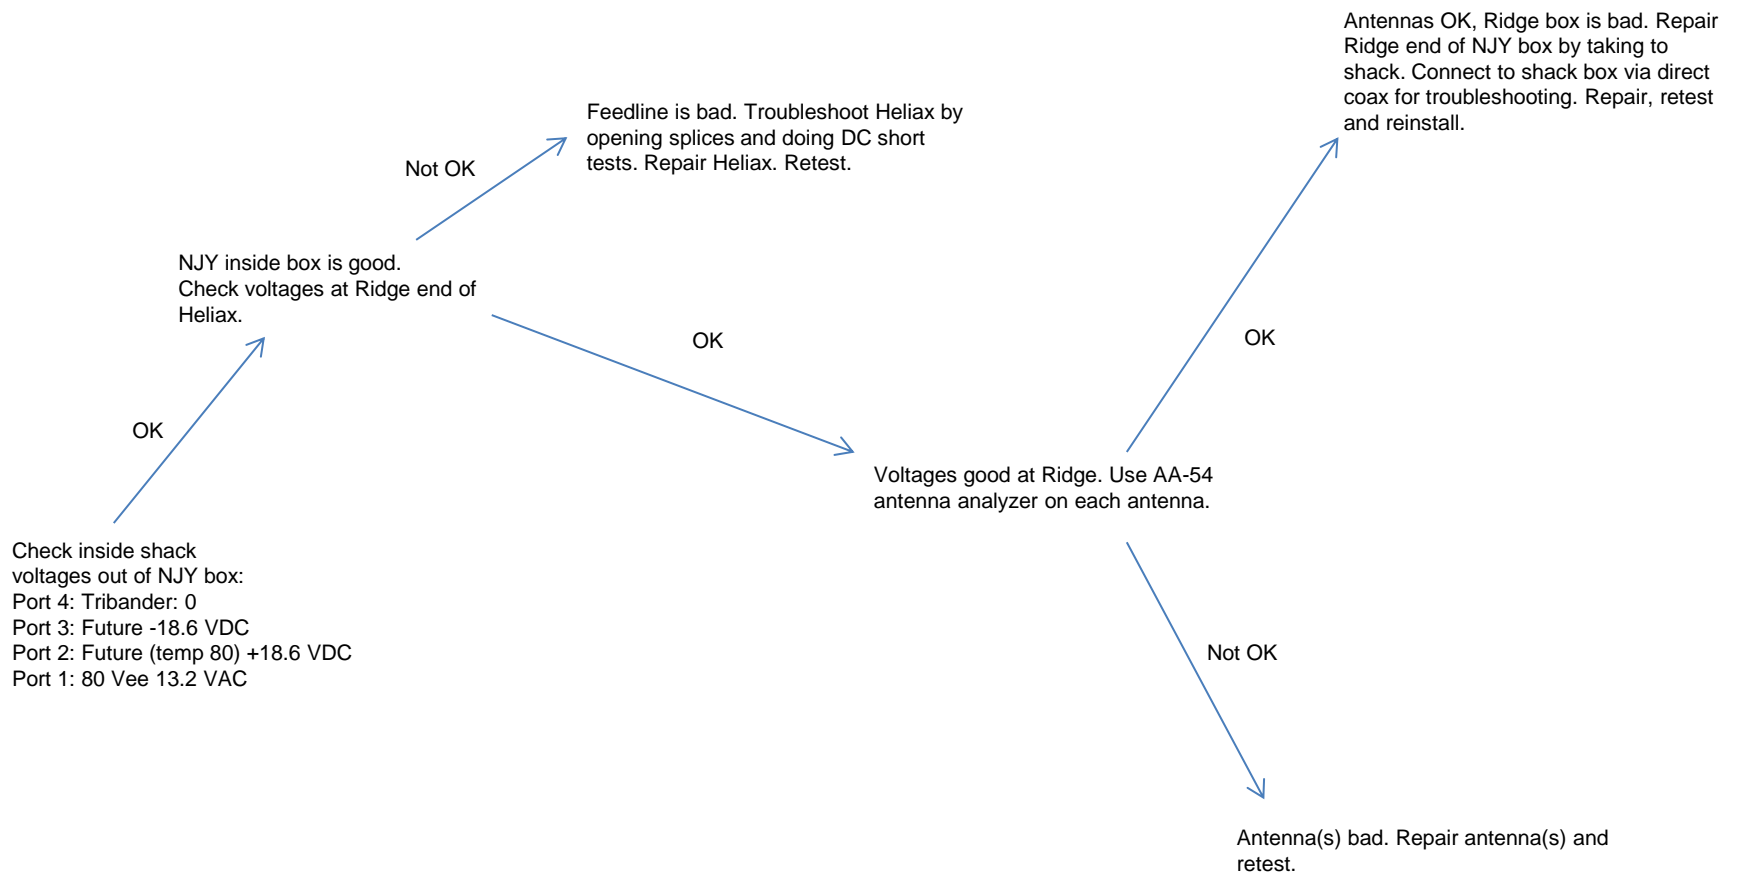 Antennas OK, Ridge box is bad. Repair
Ridge end of NJY box by taking to
shack. Connect to shack box via direct
coax for troubleshooting. Repair, retest
and reinstall.
Feedline is bad. Troubleshoot Heliax by
opening splices and doing DC short
tests. Repair Heliax. Retest.
Not OK
NJY inside box is good.
Check voltages at Ridge end of
Heliax.
OK
OK
OK
Voltages good at Ridge. Use AA-54
antenna analyzer on each antenna.
Check inside shack
voltages out of NJY box:
Port 4: Tribander: 0
Port 3: Future -18.6 VDC
Port 2: Future (temp 80) +18.6 VDC
Port 1: 80 Vee 13.2 VAC
Not OK
Antenna(s) bad. Repair antenna(s) and
retest.